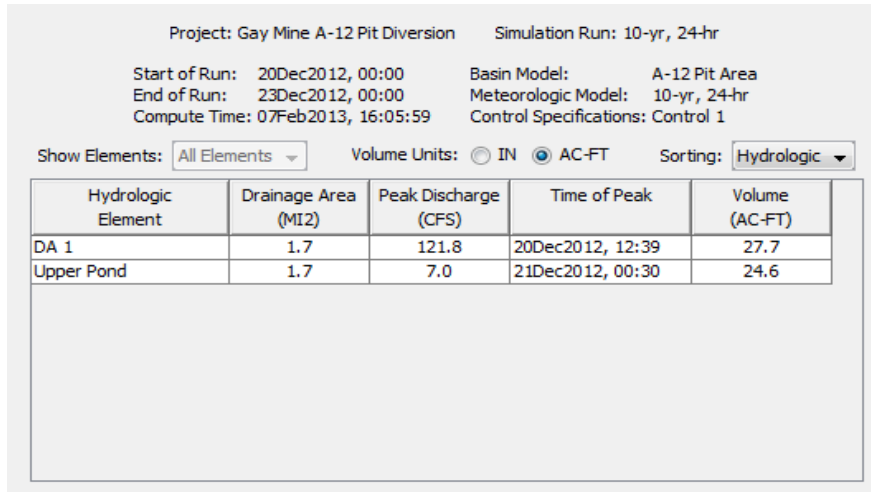 Project: Gay Mine A-12 Pit Diversion Simulation Run: 10-yr, 24-hr
Start of Run: 20Dec2012, 00:00 Basin Model: A-12 Pit Area
End of Run: 23Dec2012, 00:00 Meteorologic Model: 10-yr, 24-hr
Compute Time: 07Feb2013, 16:05:59 Control Specifications: Control 1
Show Elements: All Elements Volume Units: IN AC-FT Sorting: Hydrologic
Hydrologic Drainage Area Peak Discharge Time of Peak Volume
Element (MI2) (CFS) (AC-FT)
DA 1 1.7 121.8 20Dec2012, 12:39 27.7
Upper Pond 1.7 7.0 21Dec2012, 00:30 24.6